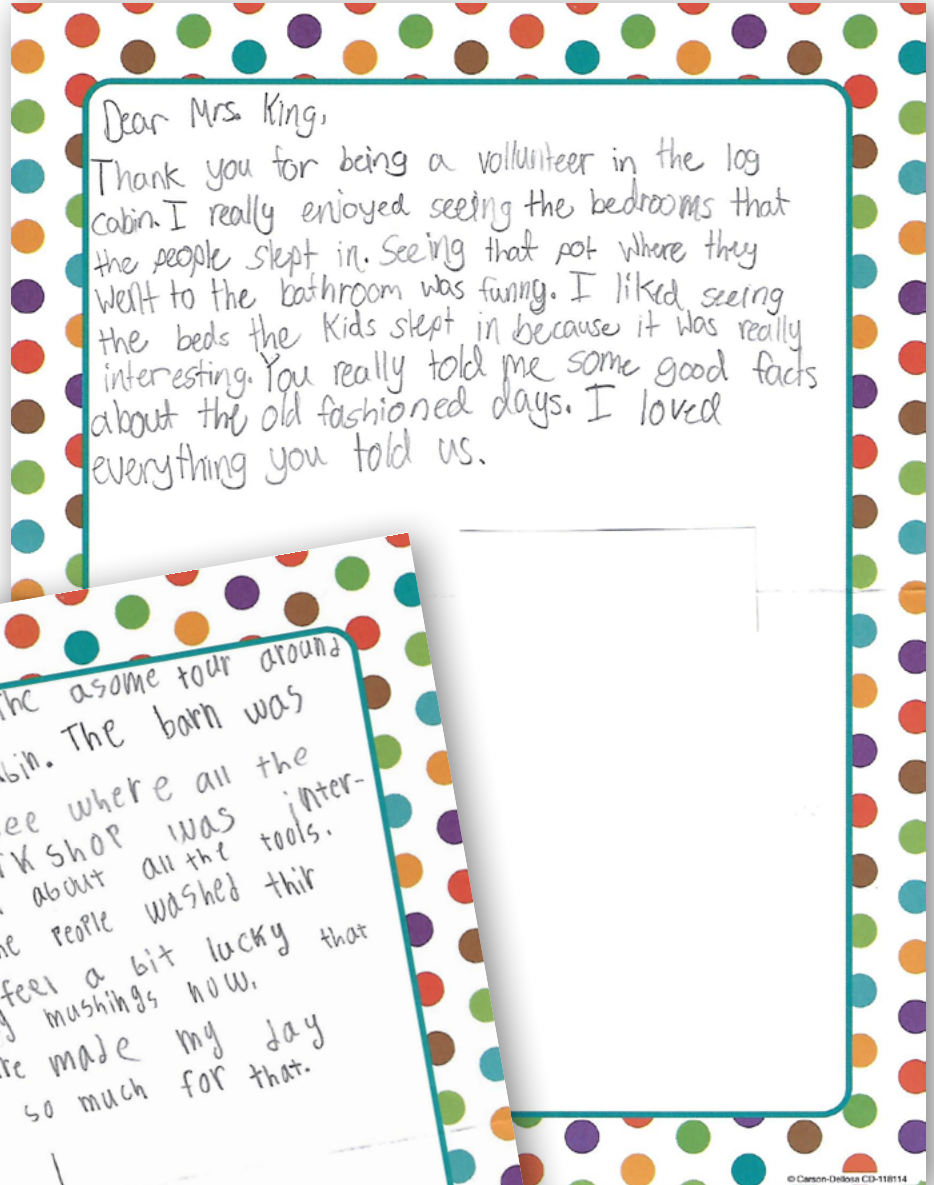 Dear Mrs. King,
Thank you for being a vollunteer in the log
cabin. I really enjoyed seeing the bedrooms that
the people slept in. Seeing that pot where they
went to the bathroom was funny. I liked seeing
the beds the kids slept in because it was really
interesting. You really told me some good facts
about the old fashioned days. I loved
everything you told us.
the asome tour around
The barn was
where all the
shop was inter-
about all the tools.
people washed thir
feel a bit lucky that
mushings now.
made my day
so much for that.
© Carson-Dellosa CD-118114